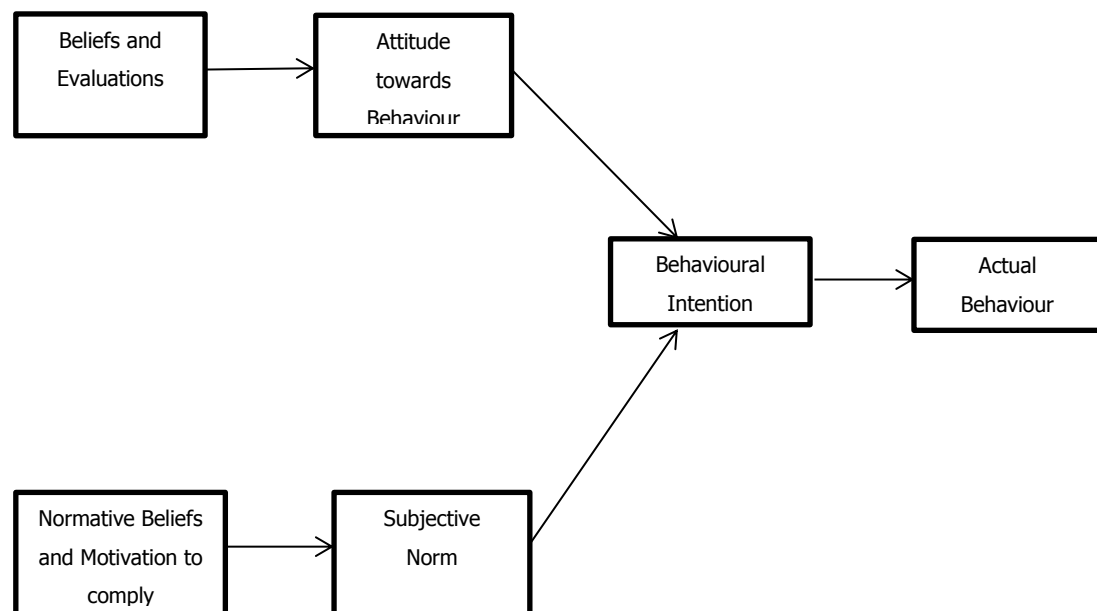 Beliefs and
Evaluations
Attitude
towards
Behaviour
Behavioural
Intention
Actual
Behaviour
Normative Beliefs
and Motivation to
comply
Subjective
Norm